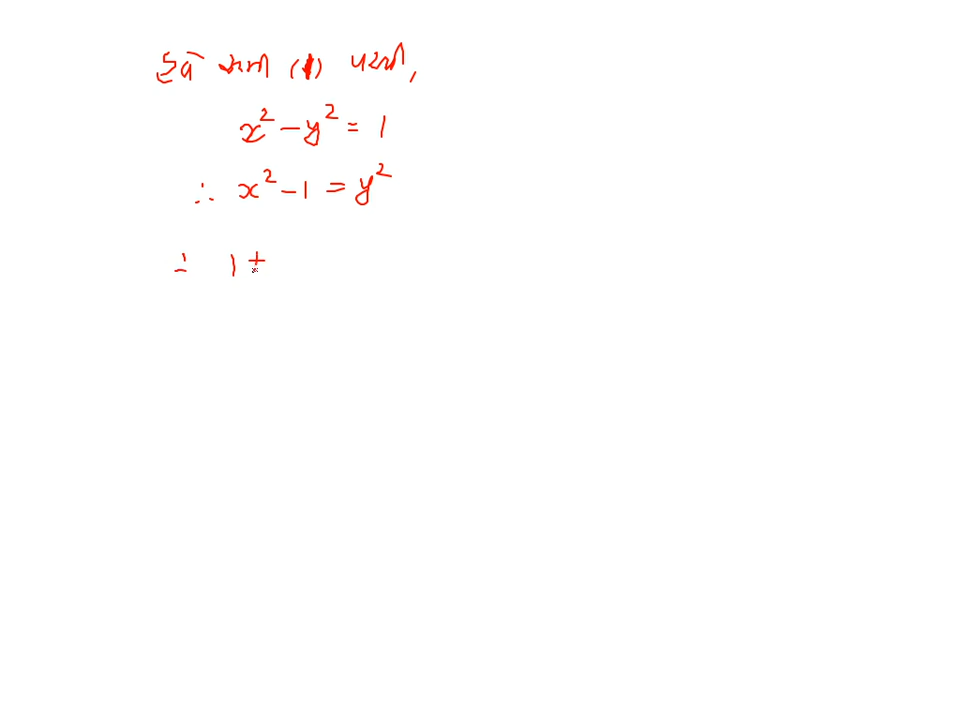 હવે સમી (1) પરથી,
x² - y² = 1
∴ x² - 1 = y²
∴ 1 +